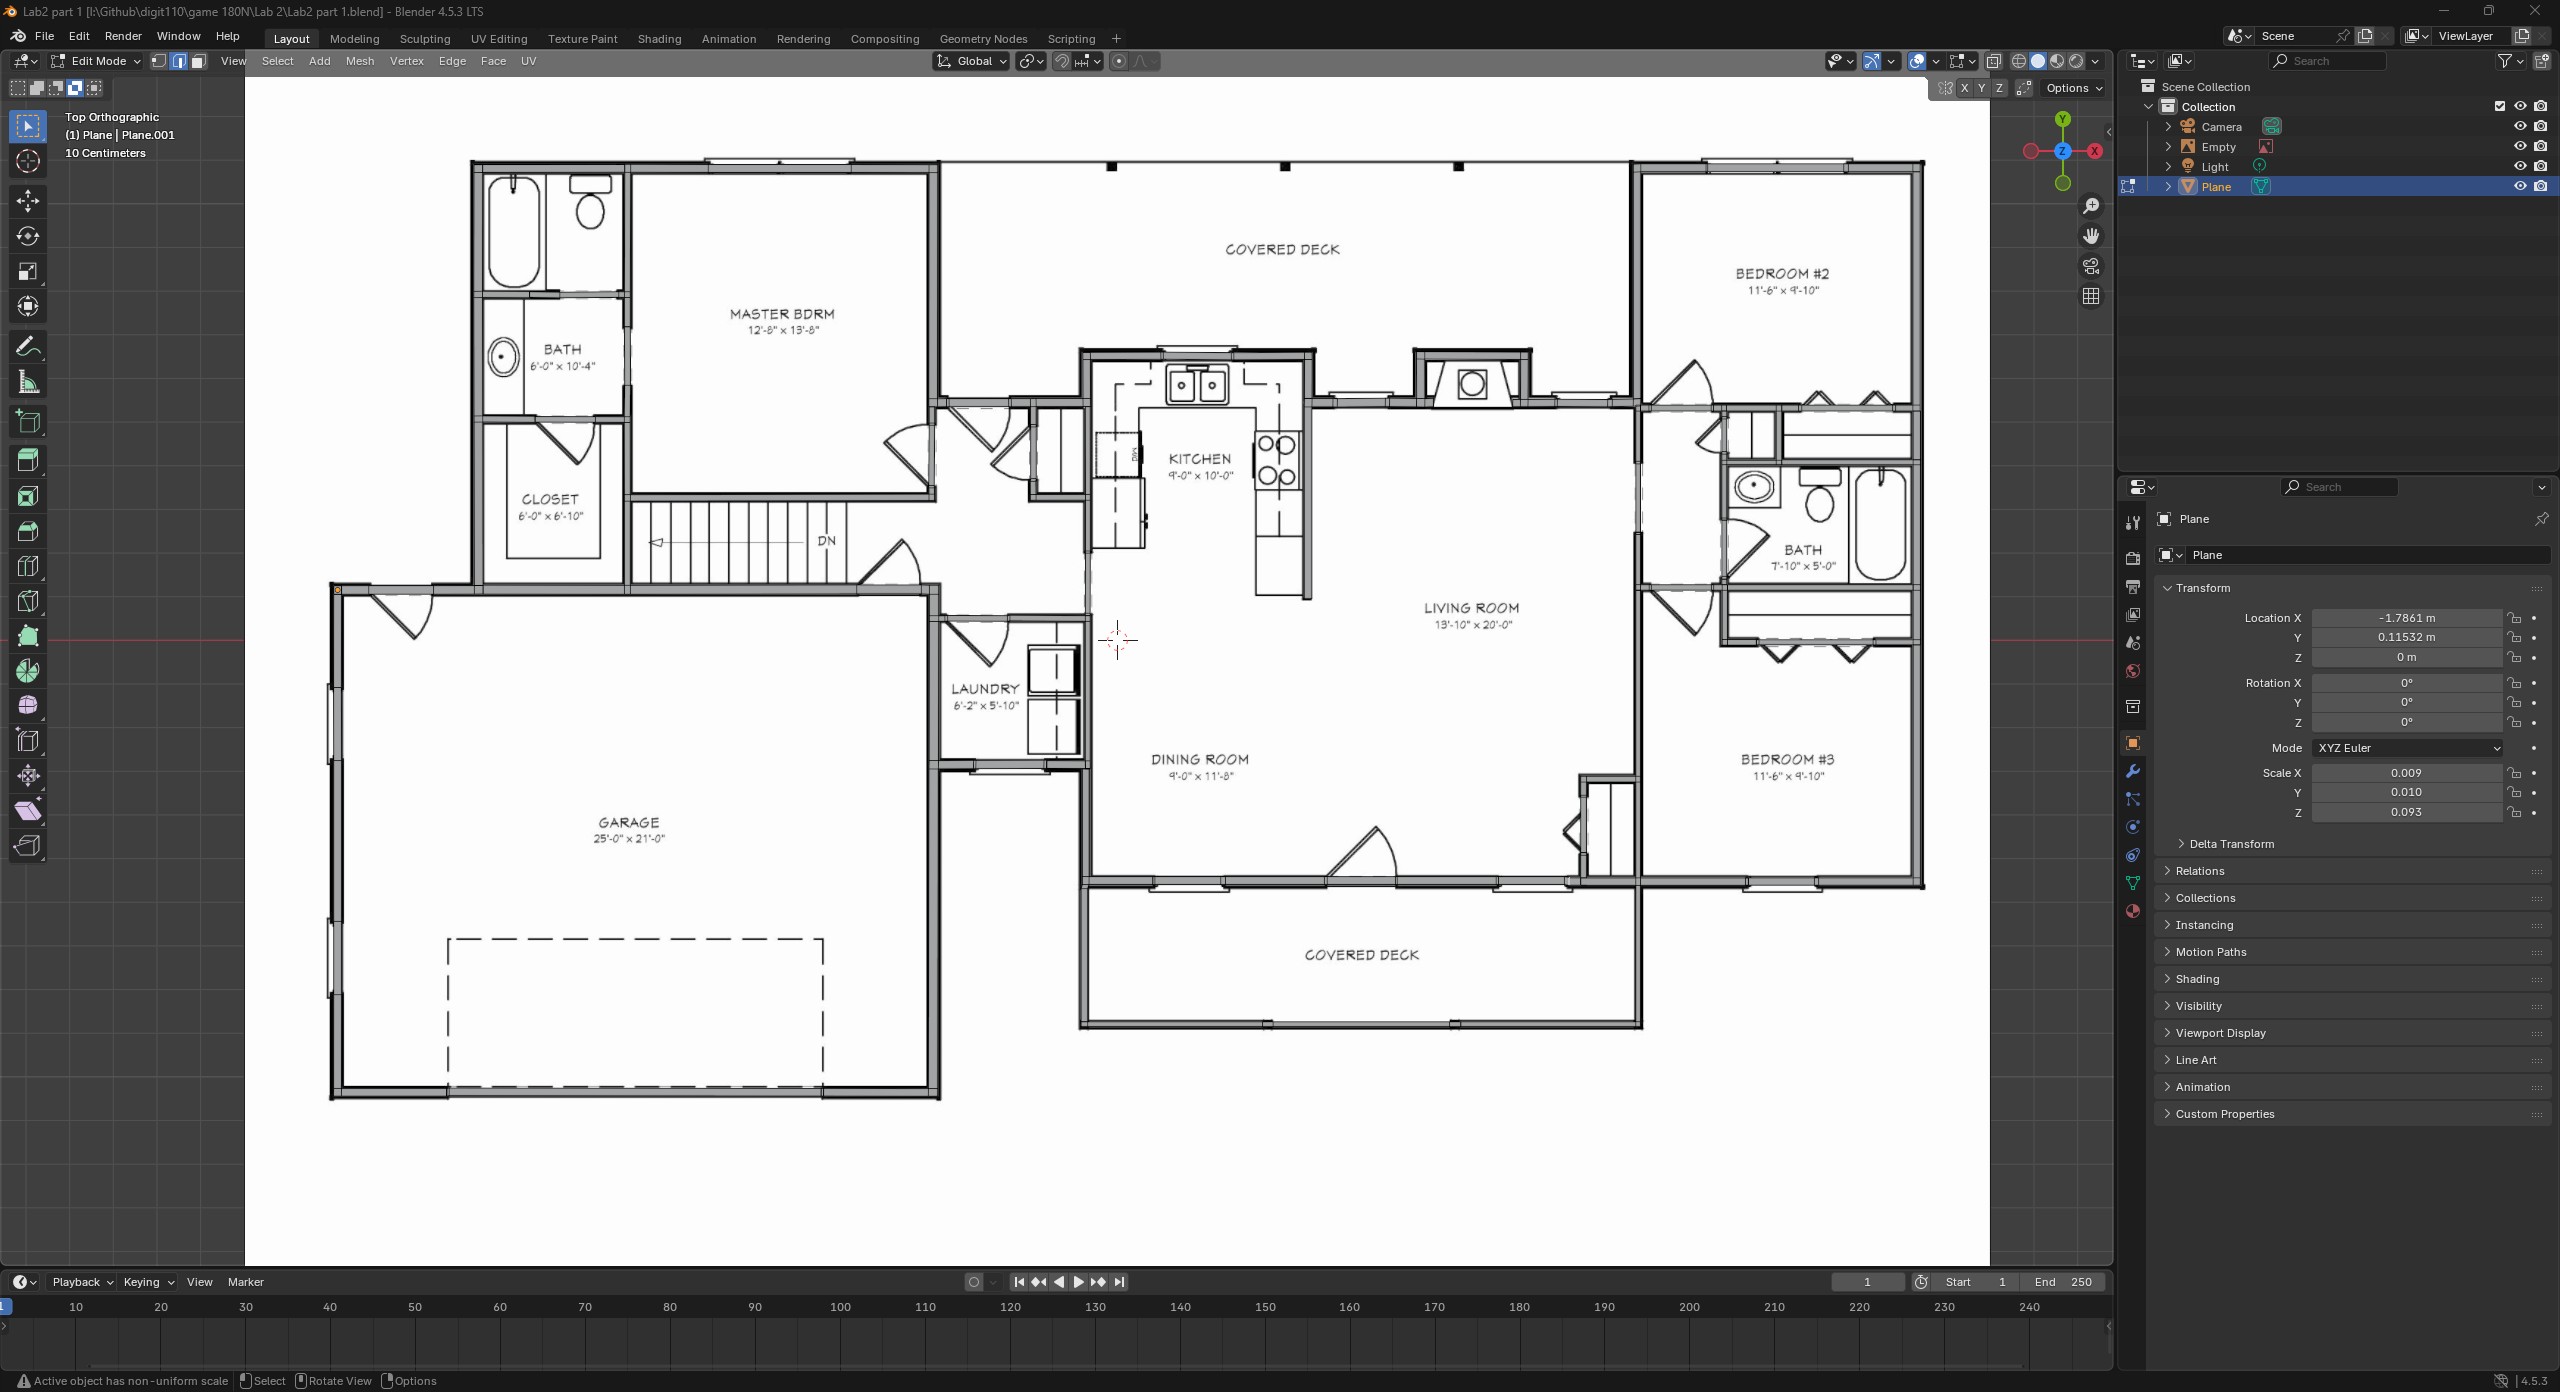 Lab2 part 1 [I:\Github\digit110\game 180N\Lab 2\Lab2 part 1.blend] - Blender 4.5.3 LTS
File Edit Render Window Help Layout Modeling Sculpting UV Editing Texture Paint Shading Animation Rendering Compositing Geometry Nodes Scripting + Scene ViewLayer
Edit Mode View Select Add Mesh Vertex Edge Face UV Global Search
X Y Z Options
Top Orthographic
(1) Plane | Plane.001
10 Centimeters
Y
Z X
Scene Collection
Collection
Camera
Empty
Light
Plane
COVERED DECK
BEDROOM #2
11'-6" x 9'-10"
MASTER BDRM
12'-8" x 13'-8"
BATH
6'-0" x 10'-4"
KITCHEN
9'-0" x 10'-0"
CLOSET
6'-0" x 6'-10"
DN
BATH
7'-10" x 5'-0"
LIVING ROOM
13'-10" x 20'-0"
LAUNDRY
6'-2" x 5'-10"
DINING ROOM
9'-0" x 11'-8"
BEDROOM #3
11'-6" x 9'-10"
GARAGE
25'-0" x 21'-0"
COVERED DECK
Search
Plane
Plane
Transform
Location X -1.7861 m
Y 0.11532 m
Z 0 m
Rotation X 0°
Y 0°
Z 0°
Mode XYZ Euler
Scale X 0.009
Y 0.010
Z 0.093
Delta Transform
Relations
Collections
Instancing
Motion Paths
Shading
Visibility
Viewport Display
Line Art
Animation
Custom Properties
Playback Keying View Marker 1 Start 1 End 250
1 10 20 30 40 50 60 70 80 90 100 110 120 130 140 150 160 170 180 190 200 210 220 230 240
Active object has non-uniform scale Select Rotate View Options 4.5.3